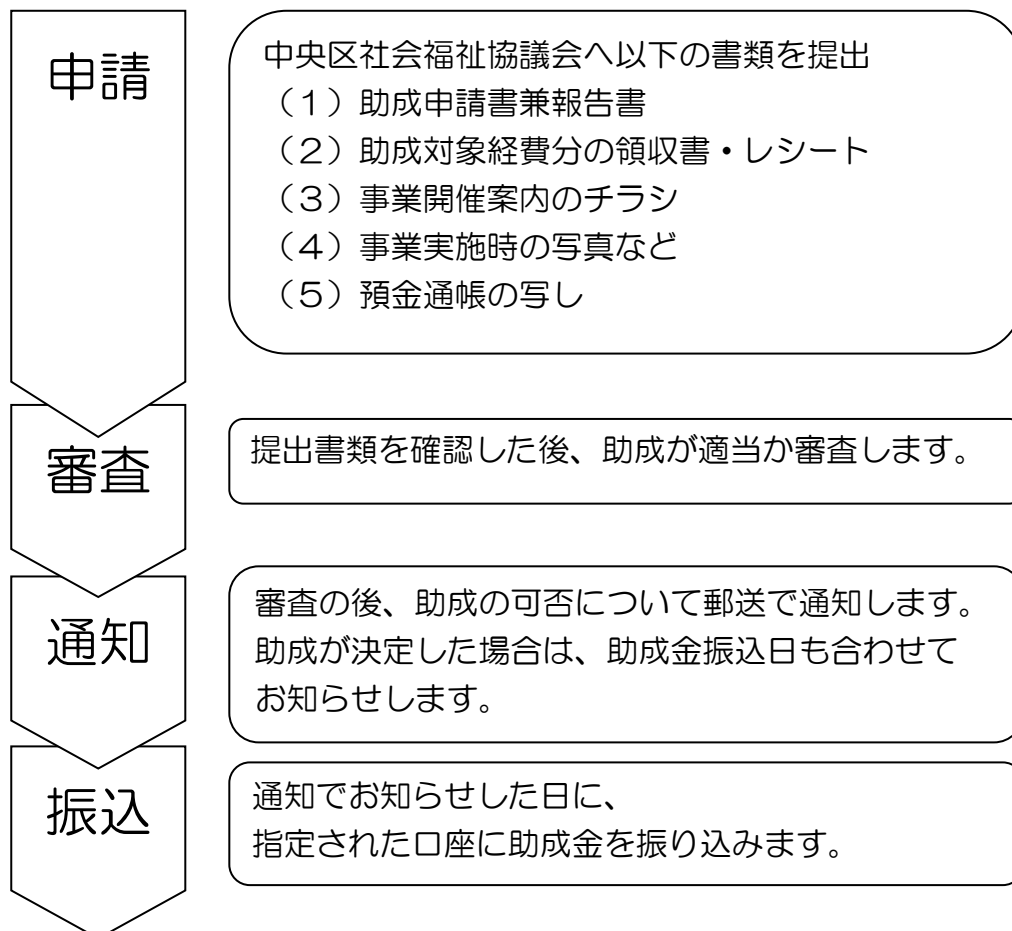 申請
中央区社会福祉協議会へ以下の書類を提出
（１）助成申請書兼報告書
（２）助成対象経費分の領収書・レシート
（３）事業開催案内のチラシ
（４）事業実施時の写真など
（５）預金通帳の写し
審査
提出書類を確認した後、助成が適当か審査します。
通知
審査の後、助成の可否について郵送で通知します。
助成が決定した場合は、助成金振込日も合わせて
お知らせします。
振込
通知でお知らせした日に、
指定された口座に助成金を振り込みます。